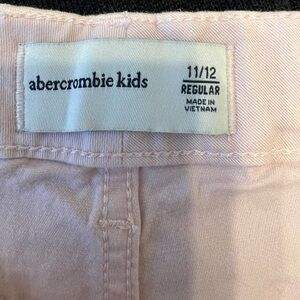 abercrombie kids
11/12
REGULAR
MADE IN
VIETNAM